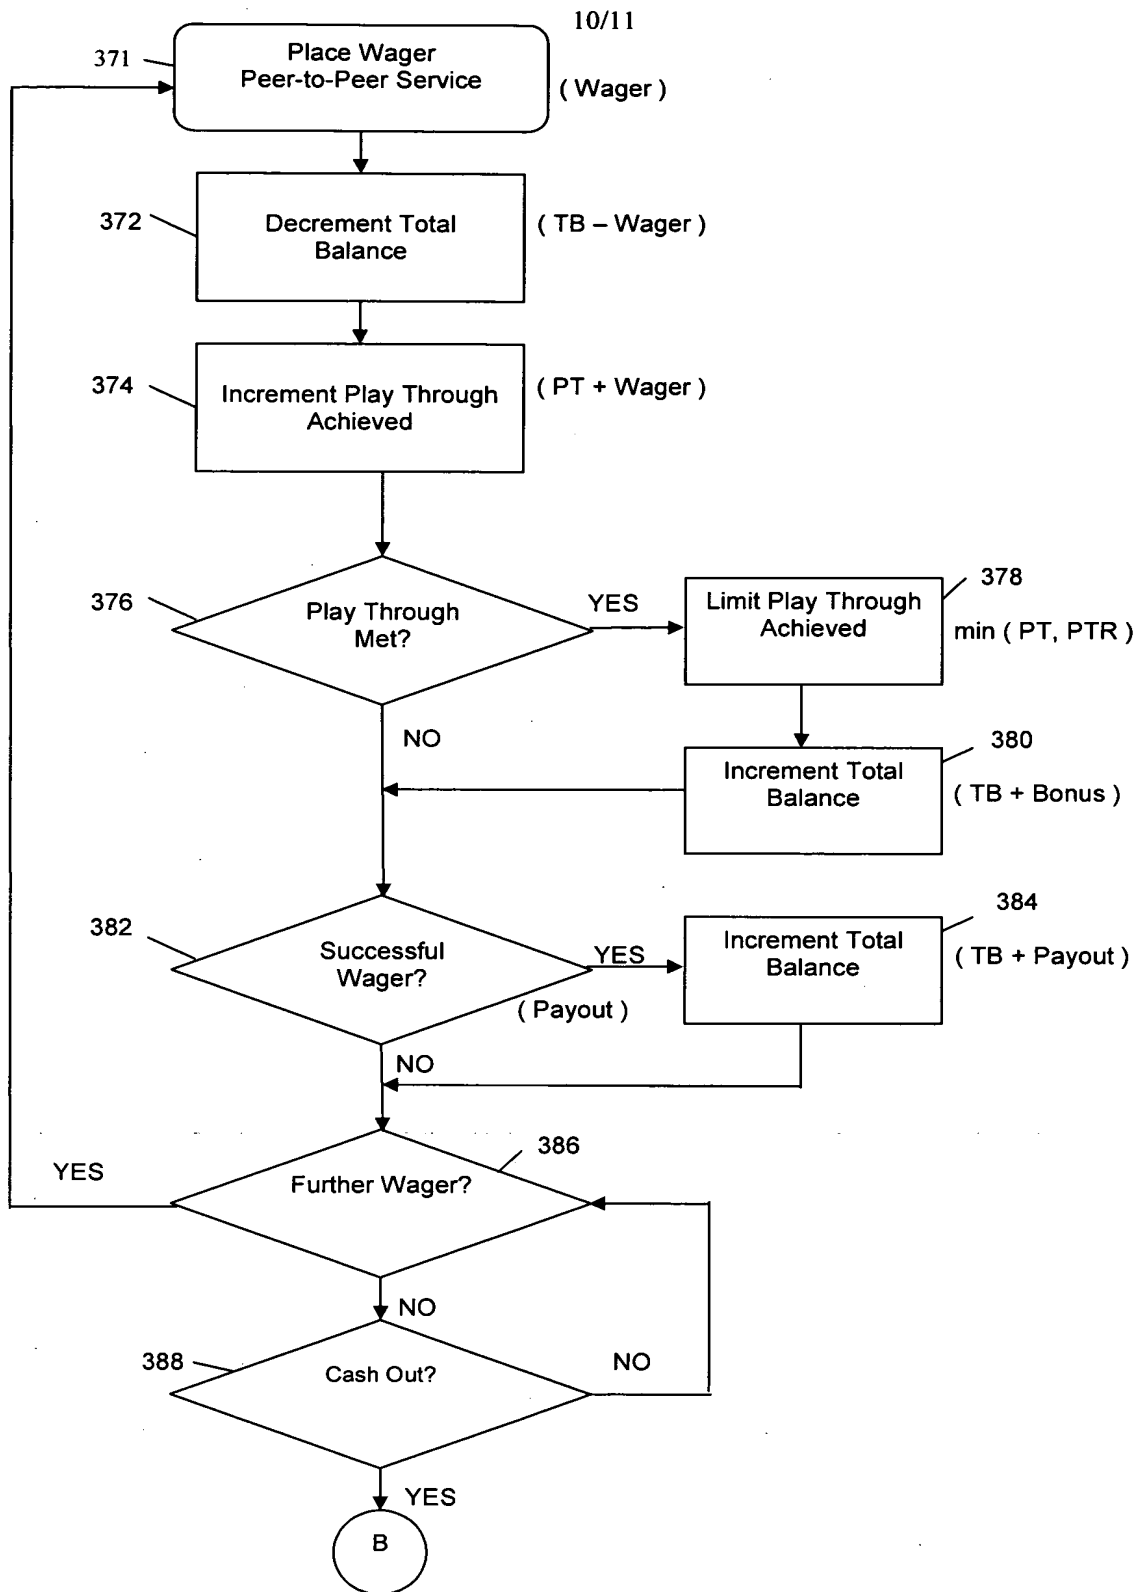 10/11
371
Place Wager
Peer-to-Peer Service
( Wager )
372
Decrement Total
Balance
( TB – Wager )
374
Increment Play Through
Achieved
( PT + Wager )
376
Play Through
Met?
YES
Limit Play Through
Achieved
378
min ( PT, PTR )
NO
Increment Total
Balance
380
( TB + Bonus )
382
Successful
Wager?
YES
( Payout )
Increment Total
Balance
384
( TB + Payout )
NO
386
YES
Further Wager?
NO
388
Cash Out?
NO
YES
B